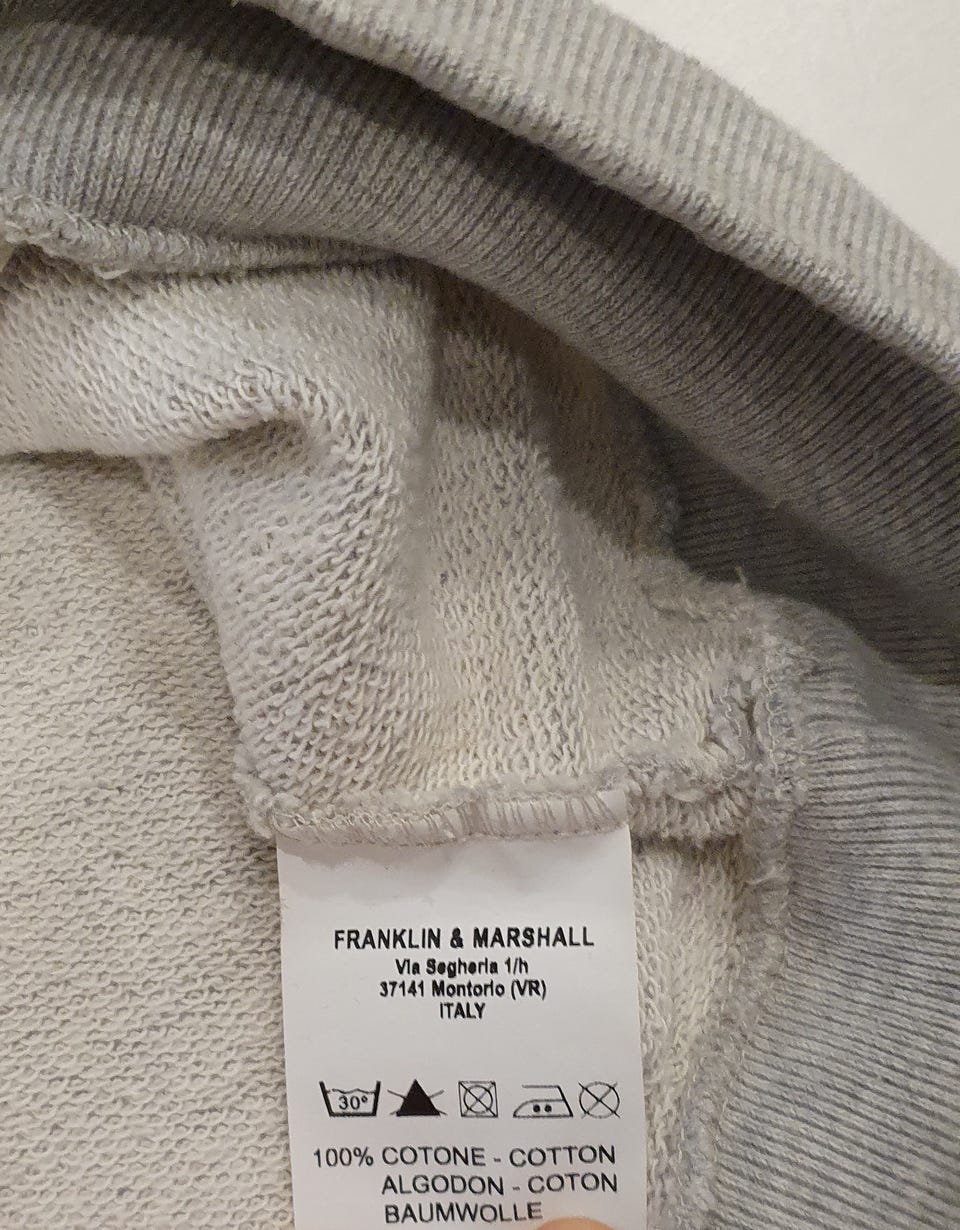 FRANKLIN & MARSHALL
Via Segheria 1/h
37141 Montorio (VR)
ITALY
30°
100% COTONE - COTTON
ALGODON - COTON
BAUMWOLLE